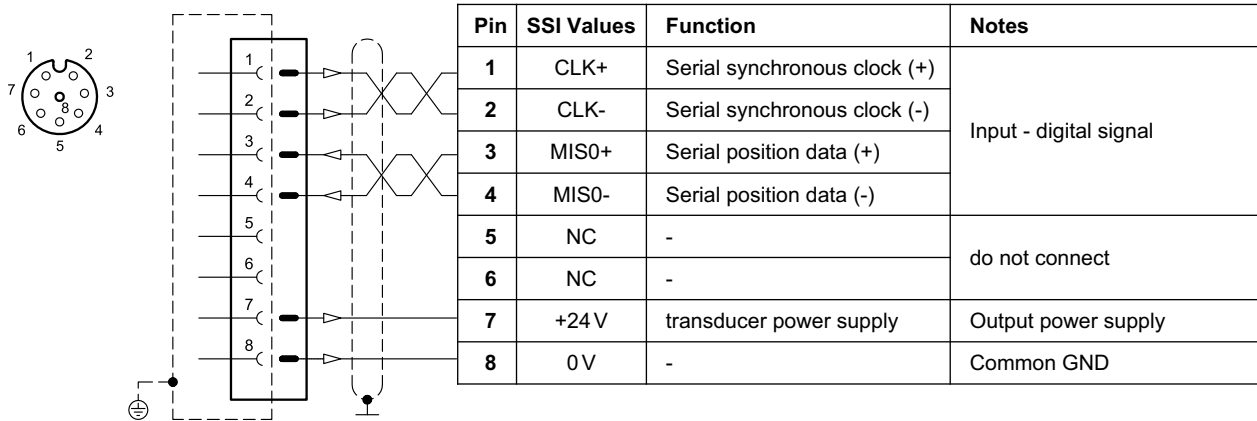 1 2
7 8 3
6 4
5
1
2
3
4
5
6
7
8
Pin SSI Values Function Notes
1 CLK+ Serial synchronous clock (+)
2 CLK- Serial synchronous clock (-)
Input - digital signal
3 MIS0+ Serial position data (+)
4 MIS0- Serial position data (-)
5 NC -
do not connect
6 NC -
7 +24 V transducer power supply Output power supply
8 0 V - Common GND